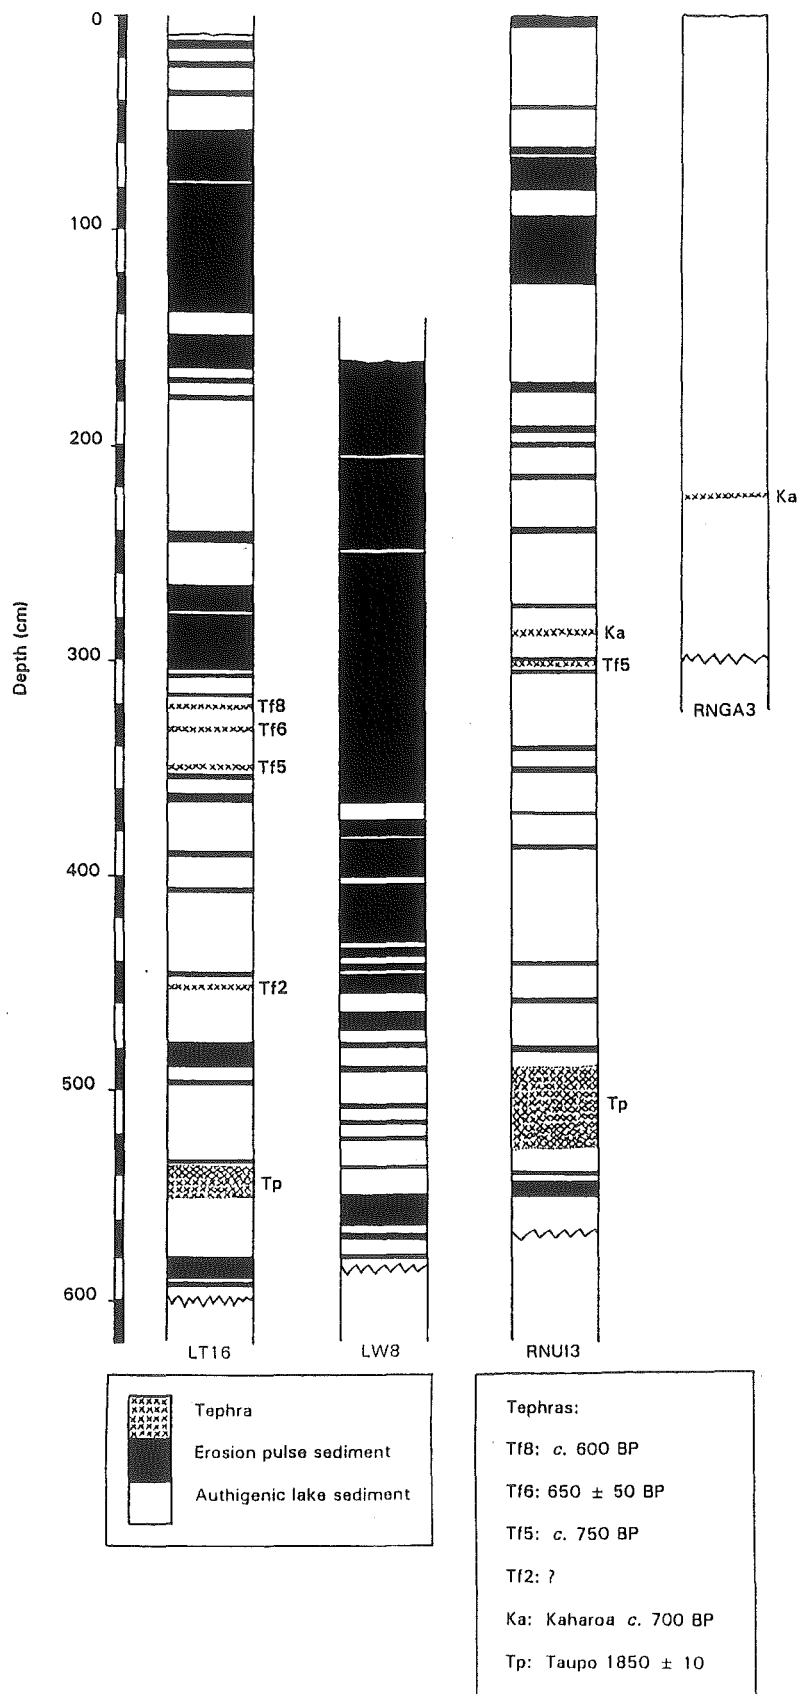 0
100
200
300
400
500
600
Depth (cm)
Tf8
Tf6
Tf5
Tf2
Tp
Ka
Tf5
Tp
Ka
RNGA3
LT16
LW8
RNUI3
Tephra
Erosion pulse sediment
Authigenic lake sediment
Tephras:
Tf8: c. 600 BP
Tf6: 650 ± 50 BP
Tf5: c. 750 BP
Tf2: ?
Ka: Kaharoa c. 700 BP
Tp: Taupo 1850 ± 10